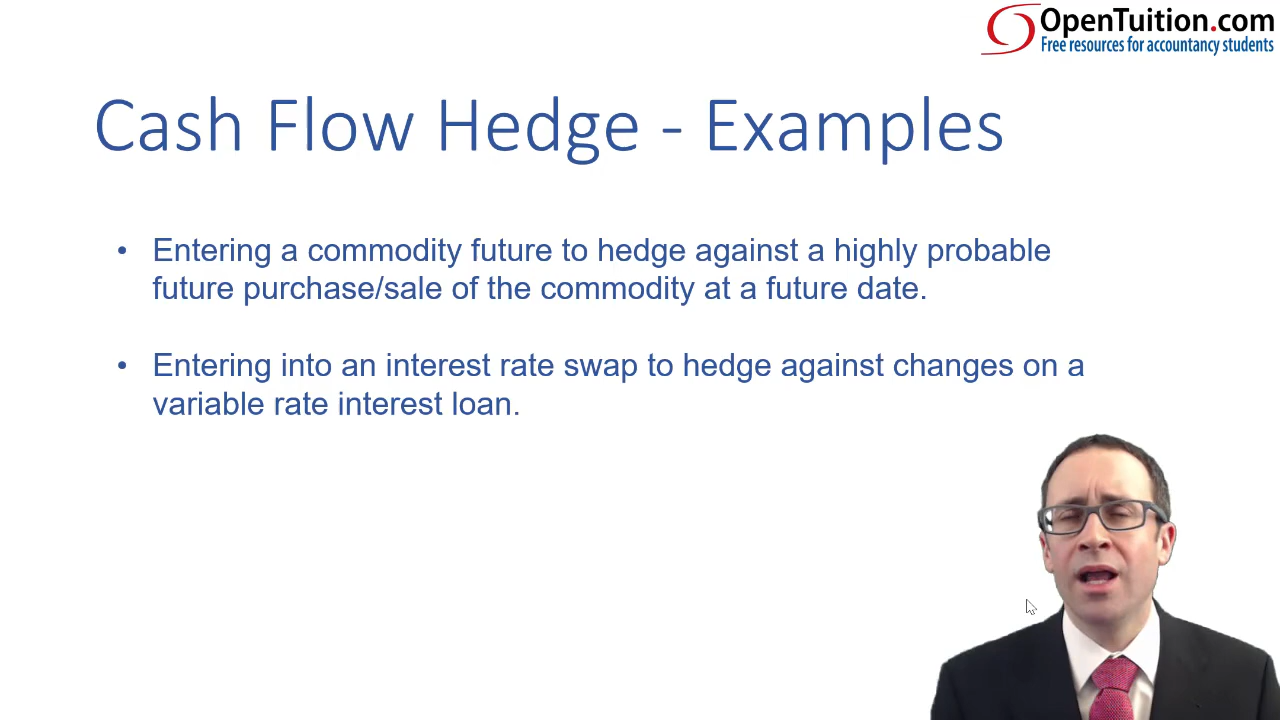 OpenTuition.com
Free resources for accountancy students
Cash Flow Hedge - Examples
• Entering a commodity future to hedge against a highly probable
future purchase/sale of the commodity at a future date.
• Entering into an interest rate swap to hedge against changes on a
variable rate interest loan.